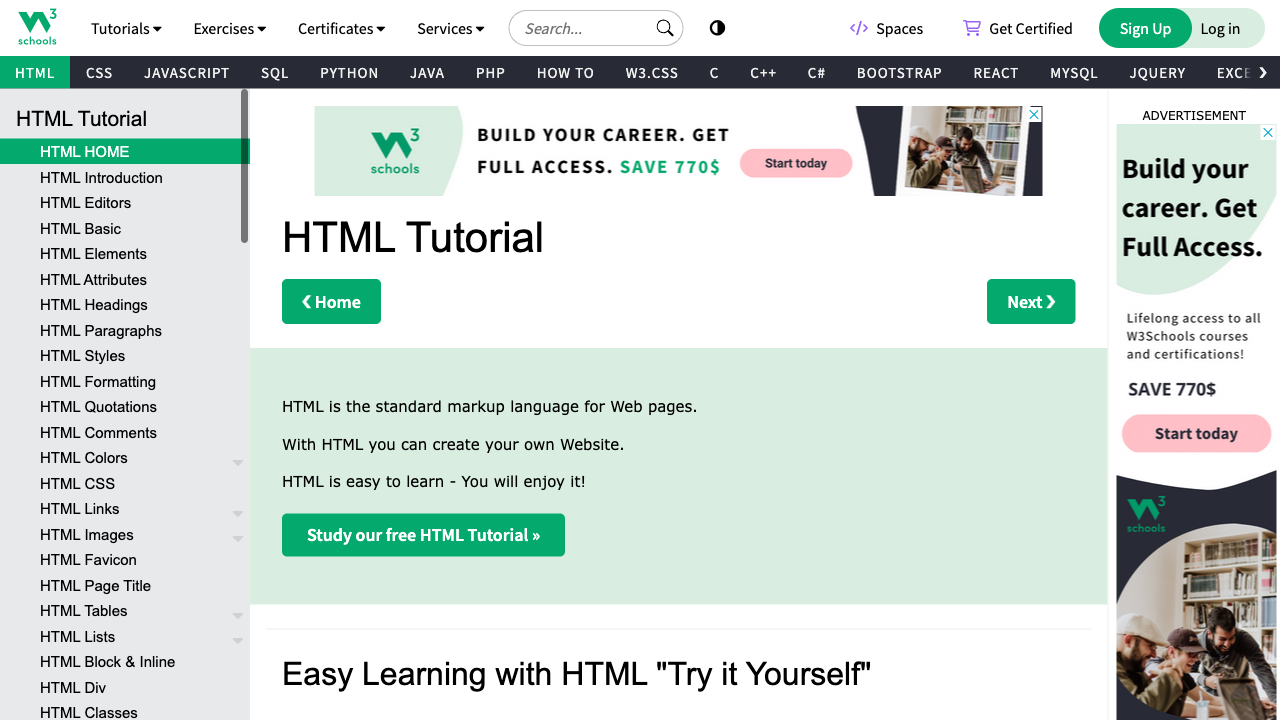 W3 schools
Tutorials
Exercises
Certificates
Services
Search...
Spaces
Get Certified
Sign Up
Log in
HTML
CSS
JAVASCRIPT
SQL
PYTHON
JAVA
PHP
HOW TO
W3.CSS
C
C++
C#
BOOTSTRAP
REACT
MYSQL
JQUERY
EXCE
HTML Tutorial
HTML HOME
HTML Introduction
HTML Editors
HTML Basic
HTML Elements
HTML Attributes
HTML Headings
HTML Paragraphs
HTML Styles
HTML Formatting
HTML Quotations
HTML Comments
HTML Colors
HTML CSS
HTML Links
HTML Images
HTML Favicon
HTML Page Title
HTML Tables
HTML Lists
HTML Block & Inline
HTML Div
HTML Classes
W3 schools
BUILD YOUR CAREER. GET
FULL ACCESS. SAVE 770$
Start today
HTML Tutorial
❮ Home
Next ❯
HTML is the standard markup language for Web pages.
With HTML you can create your own Website.
HTML is easy to learn - You will enjoy it!
Study our free HTML Tutorial »
Easy Learning with HTML "Try it Yourself"
ADVERTISEMENT
Build your
career. Get
Full Access.
Lifelong access to all
W3Schools courses
and certifications!
SAVE 770$
Start today
W3 schools